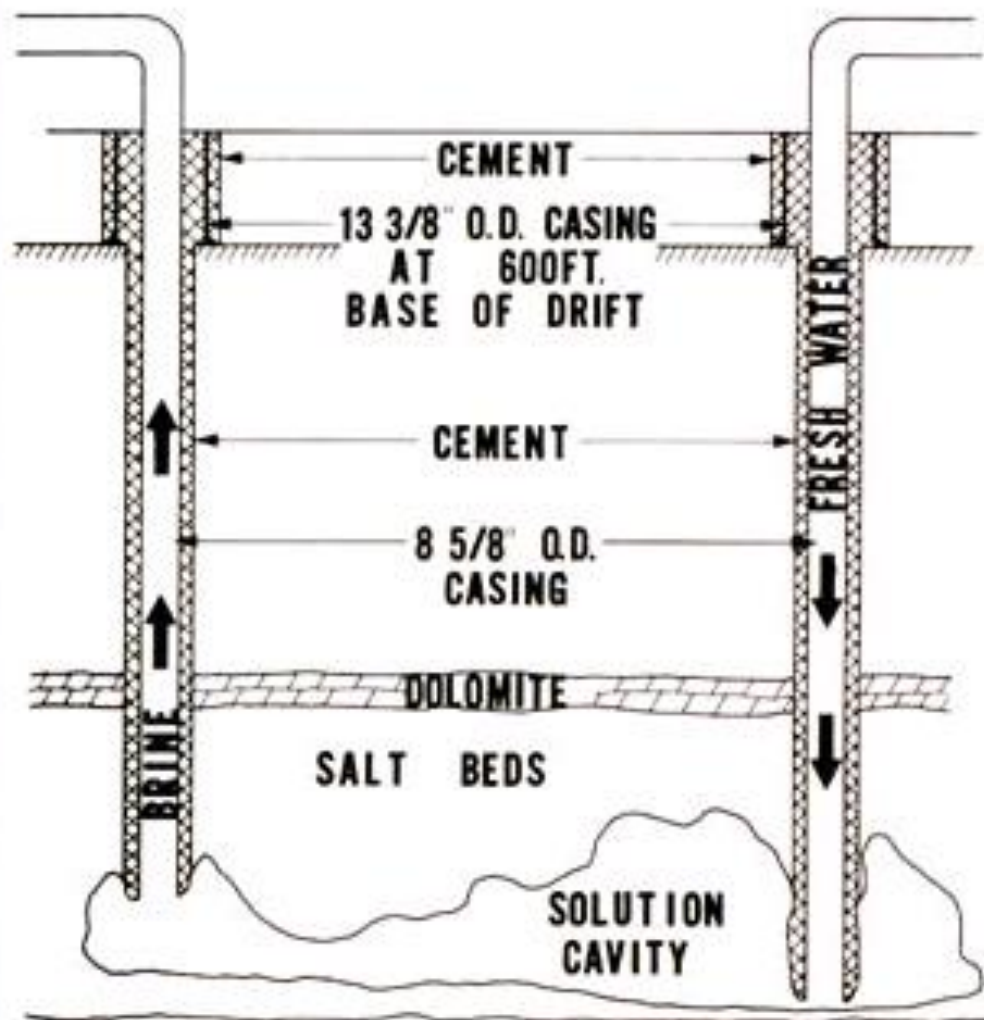 CEMENT
13 3/8" O.D. CASING
AT 600FT.
BASE OF DRIFT
FRESH WATER
CEMENT
8 5/8" O.D.
CASING
DOLOMITE
BRINE
SALT BEDS
SOLUTION
CAVITY